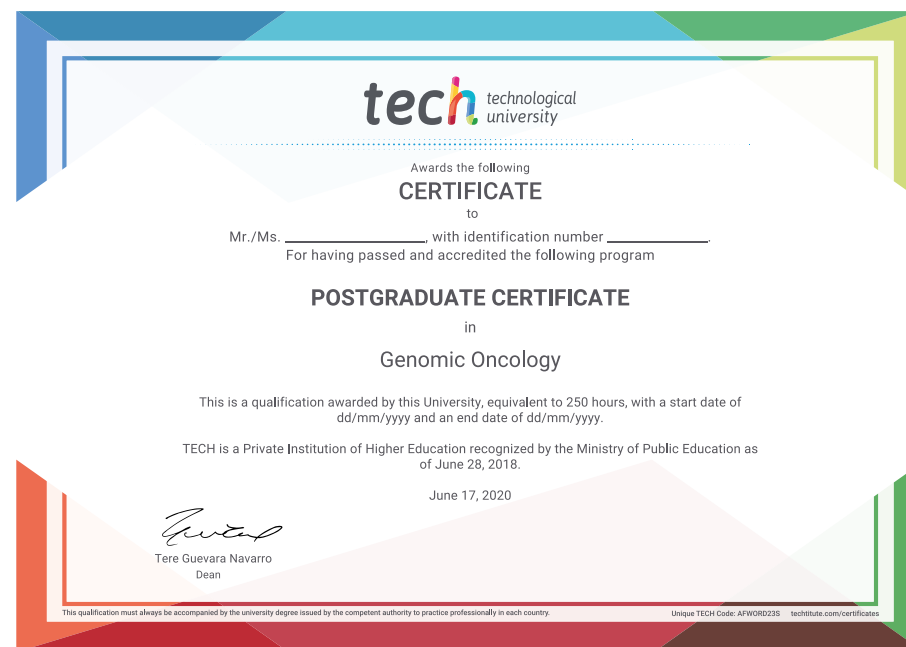 tech technological
university
Awards the following
CERTIFICATE
to
Mr./Ms. ____________________, with identification number ______________.
For having passed and accredited the following program
POSTGRADUATE CERTIFICATE
in
Genomic Oncology
This is a qualification awarded by this University, equivalent to 250 hours, with a start date of
dd/mm/yyyy and an end date of dd/mm/yyyy.
TECH is a Private Institution of Higher Education recognized by the Ministry of Public Education as
of June 28, 2018.
June 17, 2020
Tere Guevara Navarro
Dean
This qualification must always be accompanied by the university degree issued by the competent authority to practice professionally in each country.
Unique TECH Code: AFWORD23S techtitute.com/certificates